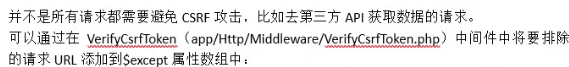 并不是所有请求都需要避免 CSRF 攻击，比如去第三方 API 获取数据的请求。
可以通过在 VerifyCsrfToken（app/Http/Middleware/VerifyCsrfToken.php）中间件中将要排除
的请求 URL 添加到$except 属性数组中：